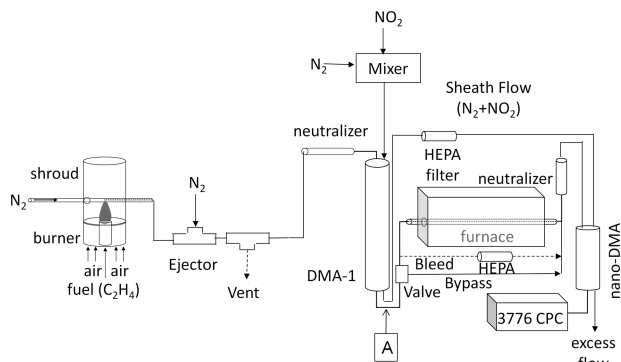 NO2
N2
Mixer
Sheath Flow
(N2+NO2)
neutralizer
HEPA
filter
neutralizer
shroud
N2
N2
furnace
burner
air
air
fuel (C2H4)
Ejector
Vent
DMA-1
Bleed
HEPA
Bypass
Valve
nano-DMA
3776 CPC
A
excess
flow